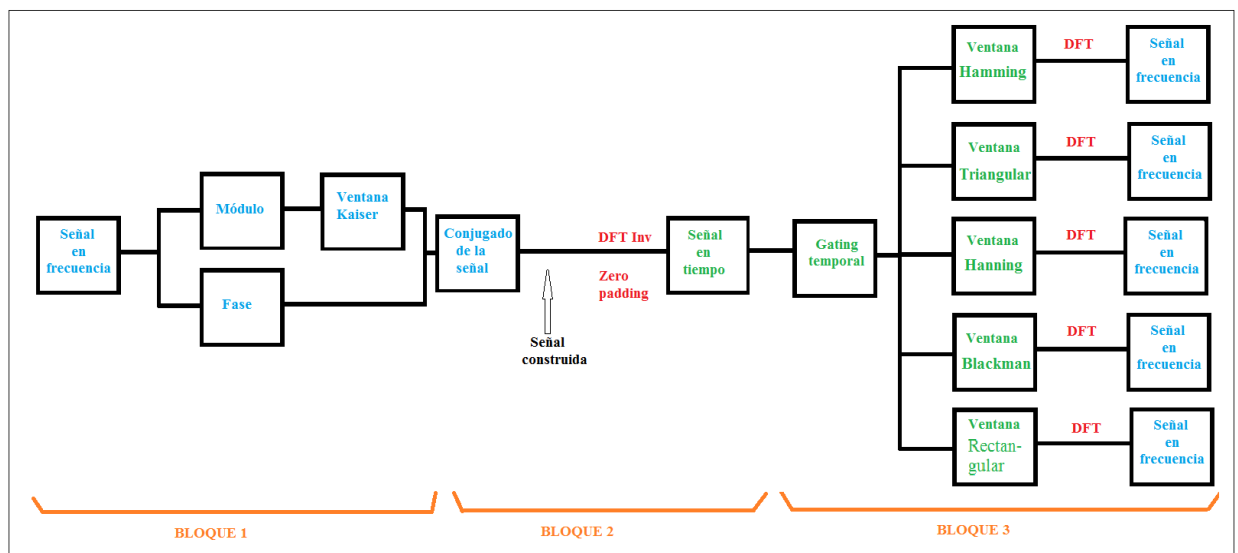 Señal
en
frecuencia
Módulo
Fase
Ventana
Kaiser
Conjugado
de la
señal
Señal
construida
DFT Inv
Zero
padding
Señal
en
tiempo
Gating
temporal
Ventana
Hamming
DFT
Señal
en
frecuencia
Ventana
Triangular
DFT
Señal
en
frecuencia
Ventana
Hanning
DFT
Señal
en
frecuencia
Ventana
Blackman
DFT
Señal
en
frecuencia
Ventana
Rectan-
gular
DFT
Señal
en
frecuencia
BLOQUE 1
BLOQUE 2
BLOQUE 3